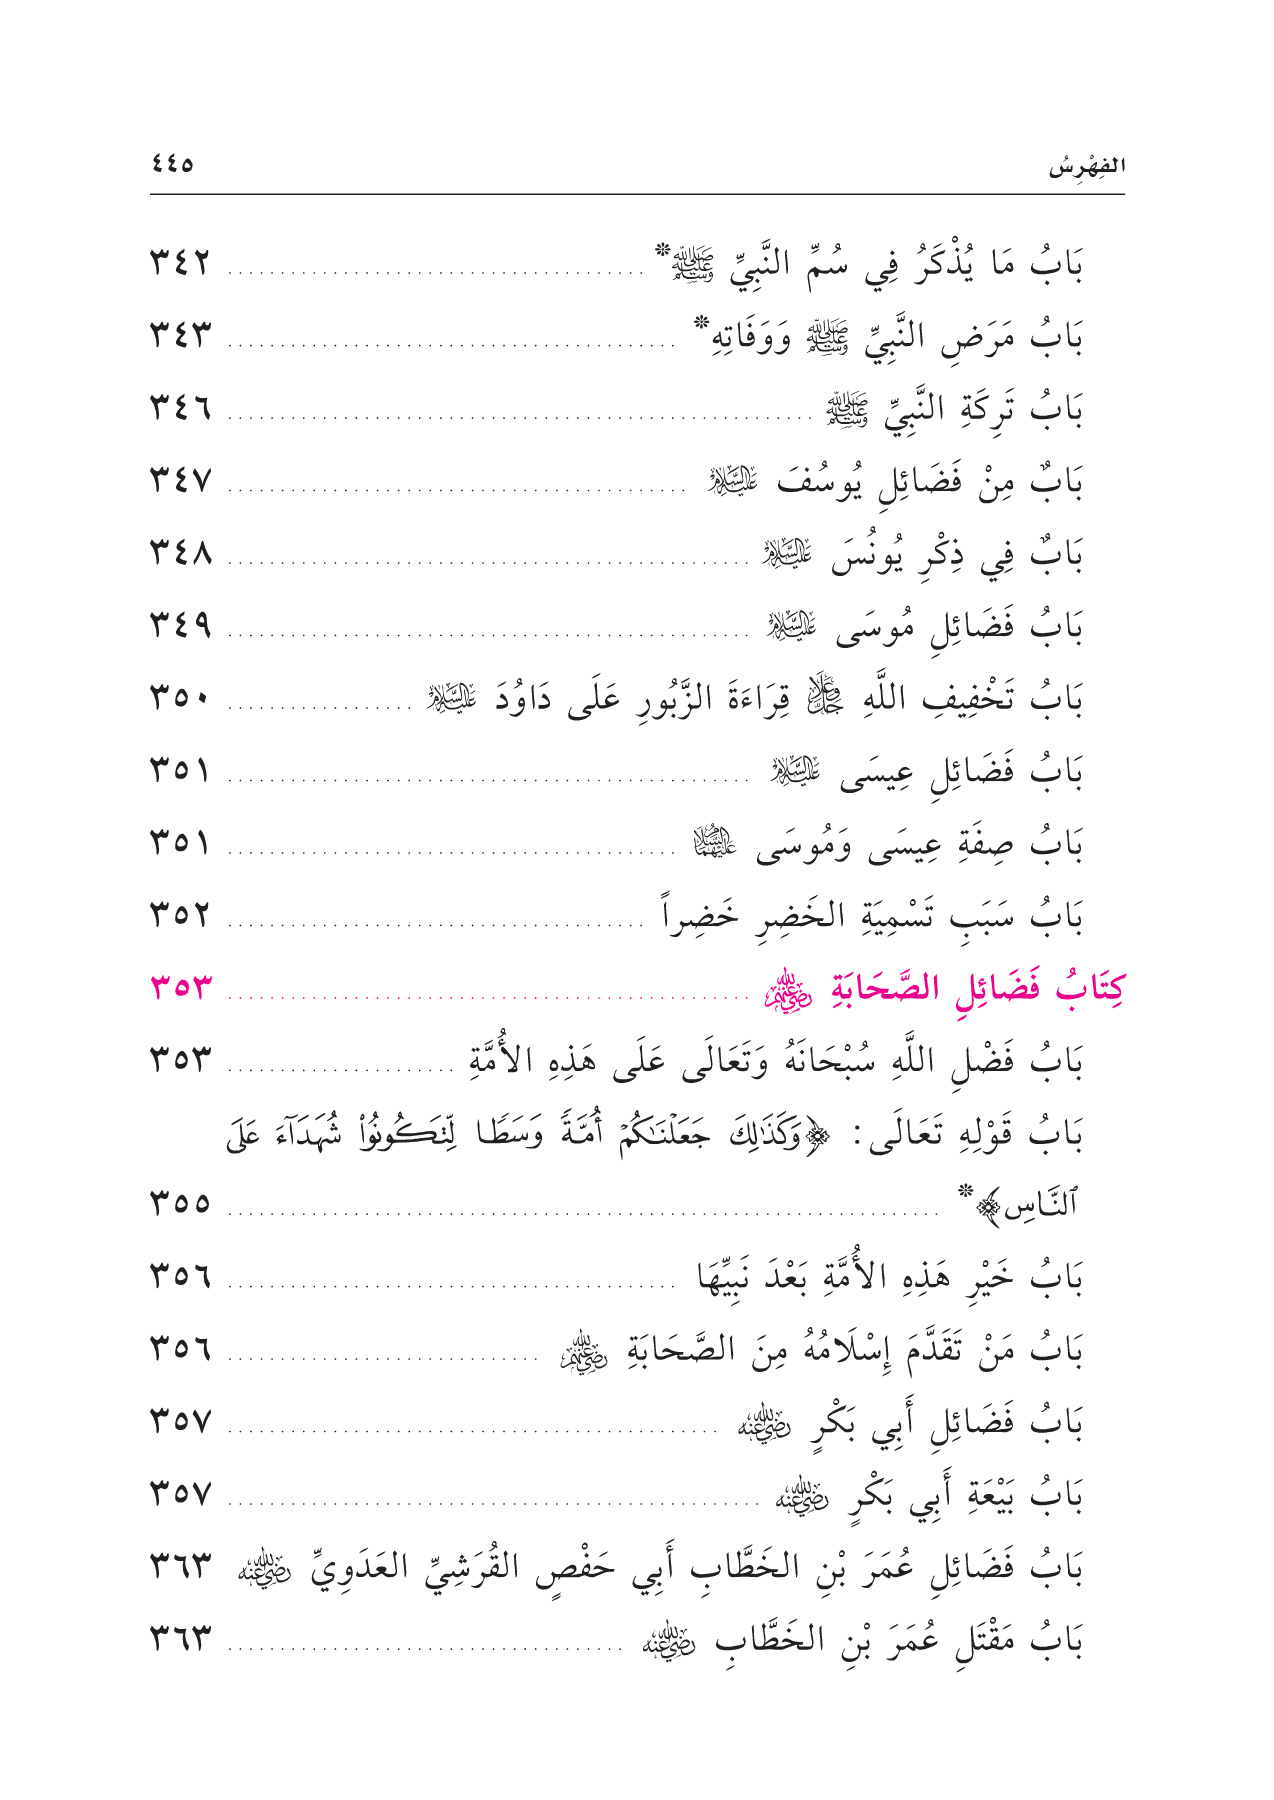 الفِهْرِسُ ٤٤٥
بَابُ مَا يُذْكَرُ فِي سُمِّ النَّبِيِّ ﷺ* ........ ٣٤٢
بَابُ مَرَضِ النَّبِيِّ ﷺ وَوَفَاتِهِ* ........ ٣٤٣
بَابُ تَرِكَةِ النَّبِيِّ ﷺ ........ ٣٤٦
بَابٌ مِنْ فَضَائِلِ يُوسُفَ عَلَيْهِ السَّلَامُ ........ ٣٤٧
بَابٌ فِي ذِكْرِ يُونُسَ عَلَيْهِ السَّلَامُ ........ ٣٤٨
بَابُ فَضَائِلِ مُوسَى عَلَيْهِ السَّلَامُ ........ ٣٤٩
بَابُ تَخْفِيفِ اللَّهِ جَلَّ وَعَلَا قِرَاءَةَ الزَّبُورِ عَلَى دَاوُدَ عَلَيْهِ السَّلَامُ ........ ٣٥٠
بَابُ فَضَائِلِ عِيسَى عَلَيْهِ السَّلَامُ ........ ٣٥١
بَابُ صِفَةِ عِيسَى وَمُوسَى عَلَيْهِمَا السَّلَامُ ........ ٣٥١
بَابُ سَبَبِ تَسْمِيَةِ الخَضِرِ خَضِراً ........ ٣٥٢
كِتَابُ فَضَائِلِ الصَّحَابَةِ رَضِيَ اللَّهُ عَنْهُمْ ........ ٣٥٣
بَابُ فَضْلِ اللَّهِ سُبْحَانَهُ وَتَعَالَى عَلَى هَذِهِ الأُمَّةِ ........ ٣٥٣
بَابُ قَوْلِهِ تَعَالَى: ﴿وَكَذَٰلِكَ جَعَلْنَٰكُمْ أُمَّةً وَسَطًا لِّتَكُونُوا۟ شُهَدَآءَ عَلَى
ٱلنَّاسِ﴾* ........ ٣٥٥
بَابُ خَيْرِ هَذِهِ الأُمَّةِ بَعْدَ نَبِيِّهَا ........ ٣٥٦
بَابُ مَنْ تَقَدَّمَ إِسْلَامُهُ مِنَ الصَّحَابَةِ رَضِيَ اللَّهُ عَنْهُمْ ........ ٣٥٦
بَابُ فَضَائِلِ أَبِي بَكْرٍ رَضِيَ اللَّهُ عَنْهُ ........ ٣٥٧
بَابُ بَيْعَةِ أَبِي بَكْرٍ رَضِيَ اللَّهُ عَنْهُ ........ ٣٥٧
بَابُ فَضَائِلِ عُمَرَ بْنِ الخَطَّابِ أَبِي حَفْصٍ القُرَشِيِّ العَدَوِيِّ رَضِيَ اللَّهُ عَنْهُ ٣٦٣
بَابُ مَقْتَلِ عُمَرَ بْنِ الخَطَّابِ رَضِيَ اللَّهُ عَنْهُ ........ ٣٦٣